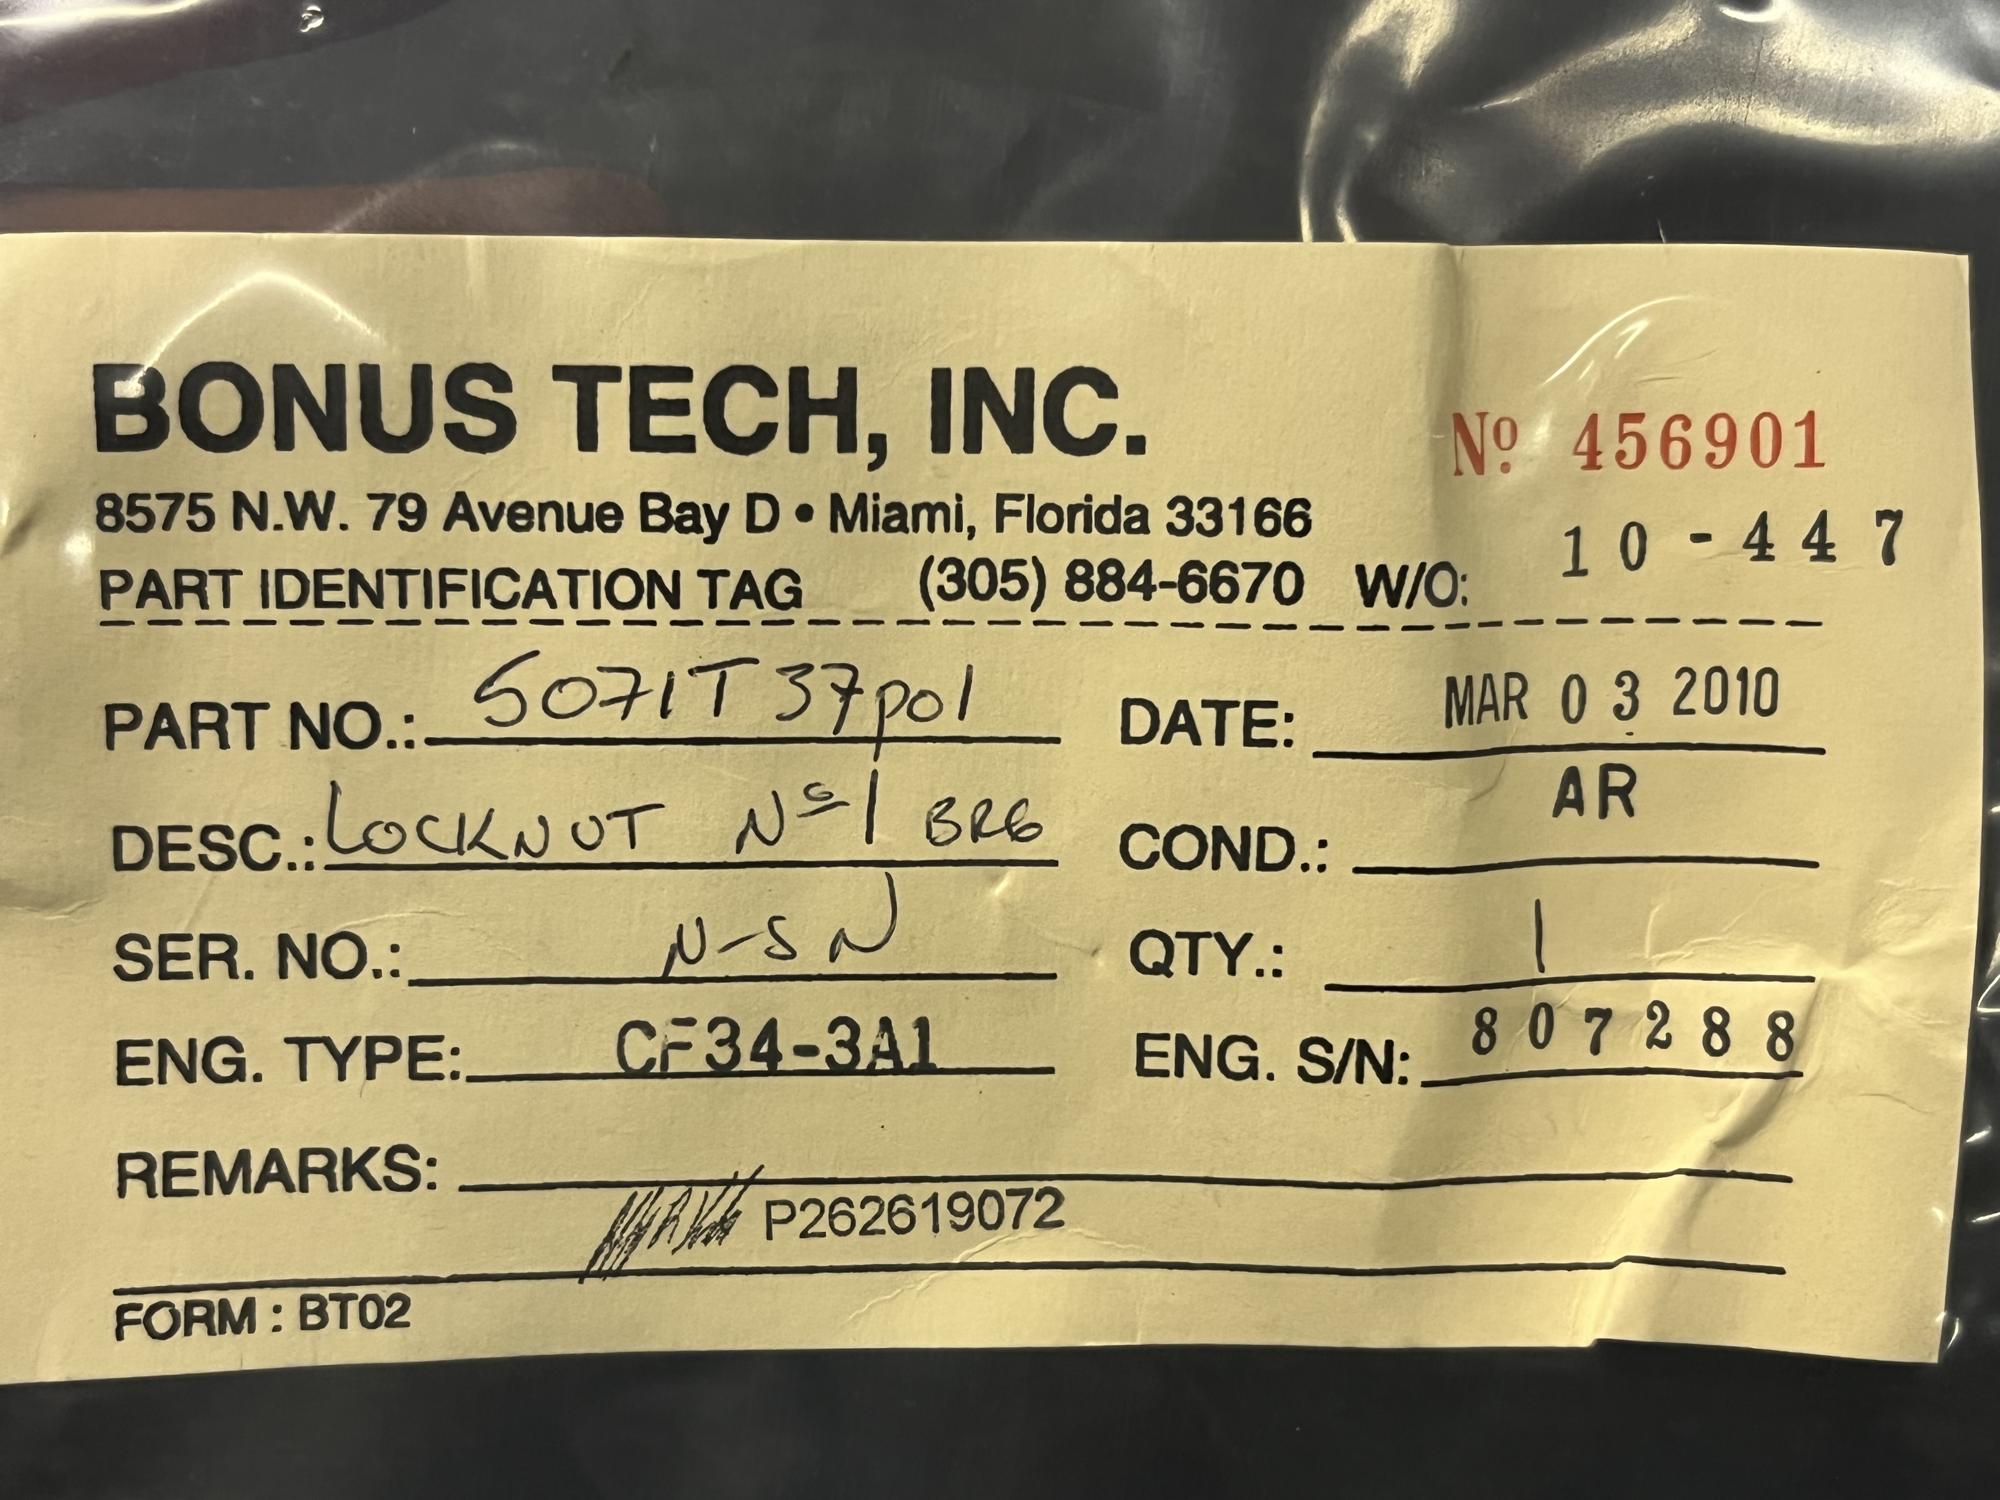 BONUS TECH, INC.
Nº 456901
8575 N.W. 79 Avenue Bay D • Miami, Florida 33166
PART IDENTIFICATION TAG (305) 884-6670 W/O: 10-447
PART NO.: 5071T37p01 DATE: MAR 03 2010
DESC.: LOCKNUT Nº1 BRG COND.: AR
SER. NO.: N-SN QTY.: 1
ENG. TYPE: CF34-3A1 ENG. S/N: 807288
REMARKS:
P262619072
FORM : BT02